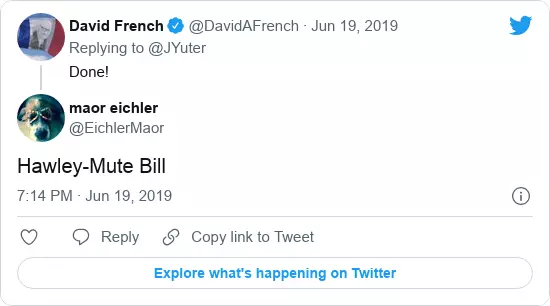 David French @DavidAFrench · Jun 19, 2019
Replying to @JYuter
Done!
maor eichler
@EichlerMaor
Hawley-Mute Bill
7:14 PM · Jun 19, 2019
Reply Copy link to Tweet
Explore what's happening on Twitter